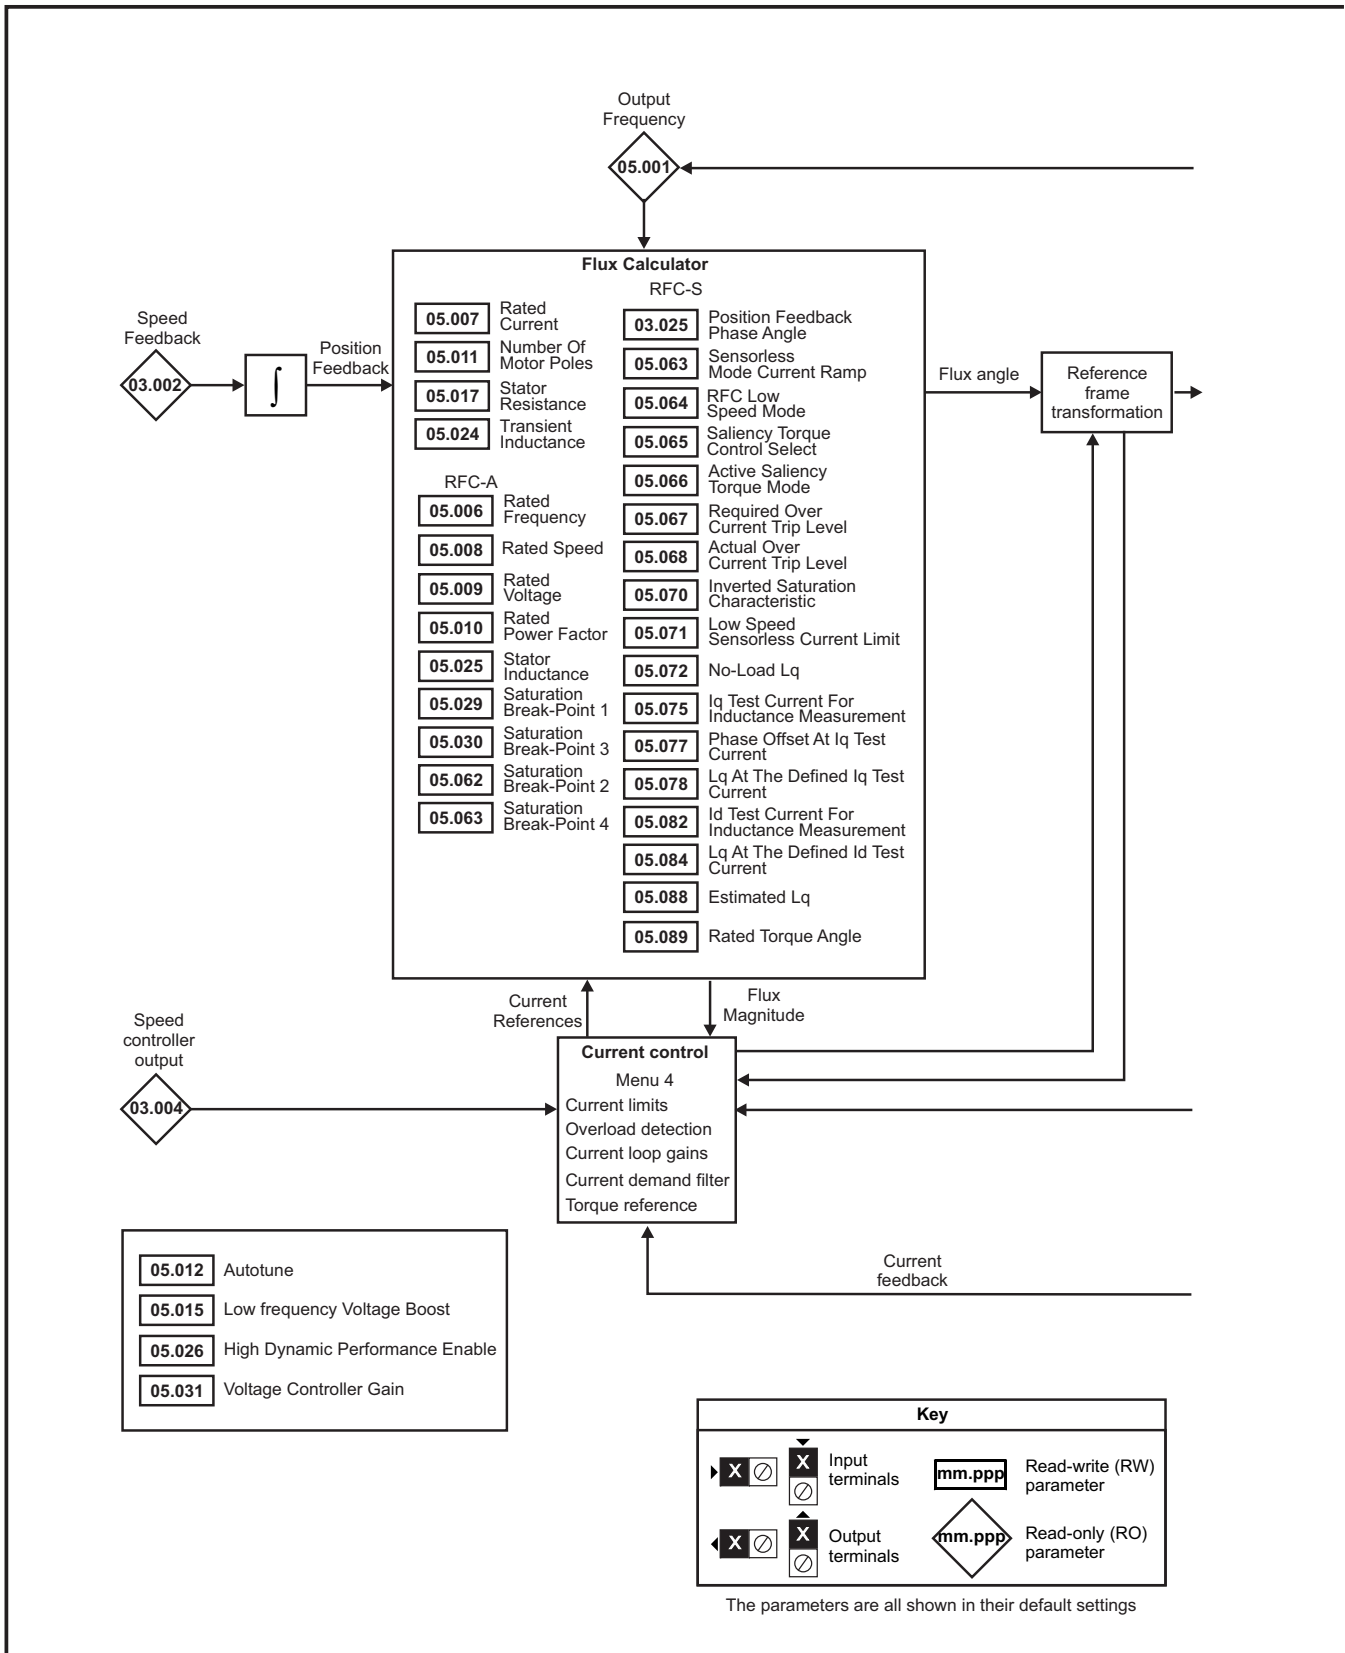 Output
Frequency
05.001
Flux Calculator
RFC-S
05.007 Rated
Current
05.011 Number Of
Motor Poles
05.017 Stator
Resistance
05.024 Transient
Inductance
RFC-A
05.006 Rated
Frequency
05.008 Rated Speed
05.009 Rated
Voltage
05.010 Rated
Power Factor
05.025 Stator
Inductance
05.029 Saturation
Break-Point 1
05.030 Saturation
Break-Point 3
05.062 Saturation
Break-Point 2
05.063 Saturation
Break-Point 4
03.025 Position Feedback
Phase Angle
05.063 Sensorless
Mode Current Ramp
05.064 RFC Low
Speed Mode
05.065 Saliency Torque
Control Select
05.066 Active Saliency
Torque Mode
05.067 Required Over
Current Trip Level
05.068 Actual Over
Current Trip Level
05.070 Inverted Saturation
Characteristic
05.071 Low Speed
Sensorless Current Limit
05.072 No-Load Lq
05.075 Iq Test Current For
Inductance Measurement
05.077 Phase Offset At Iq Test
Current
05.078 Lq At The Defined Iq Test
Current
05.082 Id Test Current For
Inductance Measurement
05.084 Lq At The Defined Id Test
Current
05.088 Estimated Lq
05.089 Rated Torque Angle
Speed
Feedback
03.002
∫
Position
Feedback
Flux angle
Reference
frame
transformation
Current
References
Flux
Magnitude
Speed
controller
output
03.004
Current control
Menu 4
Current limits
Overload detection
Current loop gains
Current demand filter
Torque reference
Current
feedback
05.012 Autotune
05.015 Low frequency Voltage Boost
05.026 High Dynamic Performance Enable
05.031 Voltage Controller Gain
Key
X X Input
terminals
mm.ppp Read-write (RW)
parameter
X X Output
terminals
mm.ppp Read-only (RO)
parameter
The parameters are all shown in their default settings